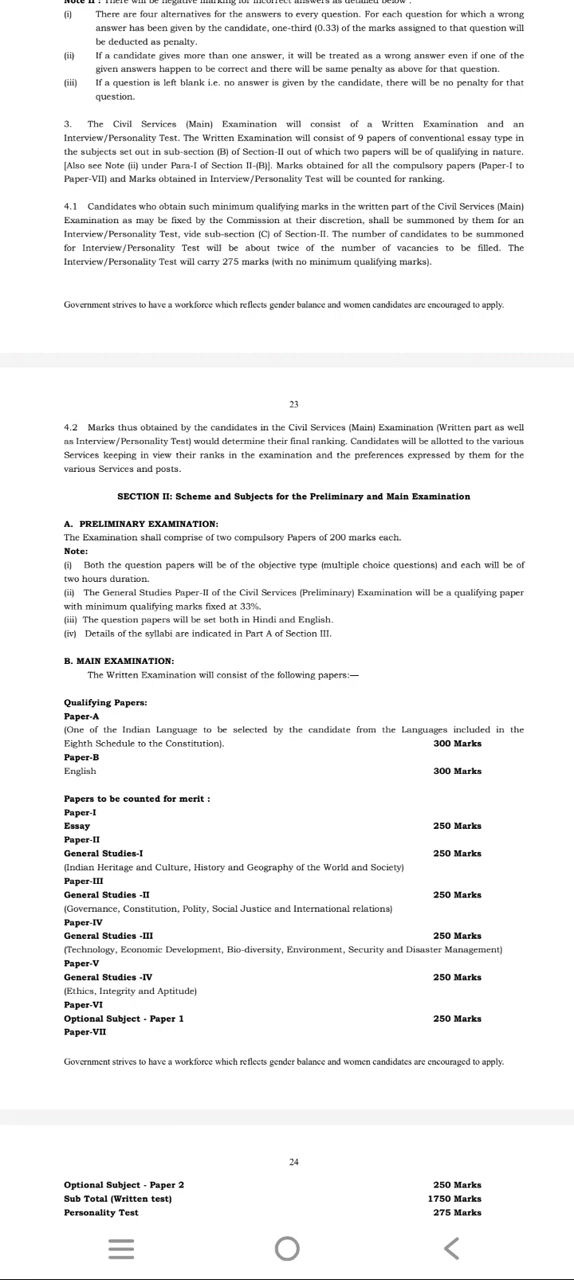 Note II : There will be negative marking for incorrect answers as detailed below :
(i) There are four alternatives for the answers to every question. For each question for which a wrong
answer has been given by the candidate, one-third (0.33) of the marks assigned to that question will
be deducted as penalty.
(ii) If a candidate gives more than one answer, it will be treated as a wrong answer even if one of the
given answers happen to be correct and there will be same penalty as above for that question.
(iii) If a question is left blank i.e. no answer is given by the candidate, there will be no penalty for that
question.
3. The Civil Services (Main) Examination will consist of a Written Examination and an
Interview/Personality Test. The Written Examination will consist of 9 papers of conventional essay type in
the subjects set out in sub-section (B) of Section-II out of which two papers will be of qualifying in nature.
[Also see Note (ii) under Para-I of Section II-(B)]. Marks obtained for all the compulsory papers (Paper-I to
Paper-VII) and Marks obtained in Interview/Personality Test will be counted for ranking.
4.1 Candidates who obtain such minimum qualifying marks in the written part of the Civil Services (Main)
Examination as may be fixed by the Commission at their discretion, shall be summoned by them for an
Interview/Personality Test, vide sub-section (C) of Section-II. The number of candidates to be summoned
for Interview/Personality Test will be about twice of the number of vacancies to be filled. The
Interview/Personality Test will carry 275 marks (with no minimum qualifying marks).
Government strives to have a workforce which reflects gender balance and women candidates are encouraged to apply.
23
4.2 Marks thus obtained by the candidates in the Civil Services (Main) Examination (Written part as well
as Interview/Personality Test) would determine their final ranking. Candidates will be allotted to the various
Services keeping in view their ranks in the examination and the preferences expressed by them for the
various Services and posts.
SECTION II: Scheme and Subjects for the Preliminary and Main Examination
A. PRELIMINARY EXAMINATION:
The Examination shall comprise of two compulsory Papers of 200 marks each.
Note:
(i) Both the question papers will be of the objective type (multiple choice questions) and each will be of
two hours duration.
(ii) The General Studies Paper-II of the Civil Services (Preliminary) Examination will be a qualifying paper
with minimum qualifying marks fixed at 33%.
(iii) The question papers will be set both in Hindi and English.
(iv) Details of the syllabi are indicated in Part A of Section III.
B. MAIN EXAMINATION:
The Written Examination will consist of the following papers:—
Qualifying Papers:
Paper-A
(One of the Indian Language to be selected by the candidate from the Languages included in the
Eighth Schedule to the Constitution). 300 Marks
Paper-B
English 300 Marks
Papers to be counted for merit :
Paper-I
Essay 250 Marks
Paper-II
General Studies-I 250 Marks
(Indian Heritage and Culture, History and Geography of the World and Society)
Paper-III
General Studies -II 250 Marks
(Governance, Constitution, Polity, Social Justice and International relations)
Paper-IV
General Studies -III 250 Marks
(Technology, Economic Development, Bio-diversity, Environment, Security and Disaster Management)
Paper-V
General Studies -IV 250 Marks
(Ethics, Integrity and Aptitude)
Paper-VI
Optional Subject - Paper 1 250 Marks
Paper-VII
Government strives to have a workforce which reflects gender balance and women candidates are encouraged to apply.
24
Optional Subject - Paper 2 250 Marks
Sub Total (Written test) 1750 Marks
Personality Test 275 Marks